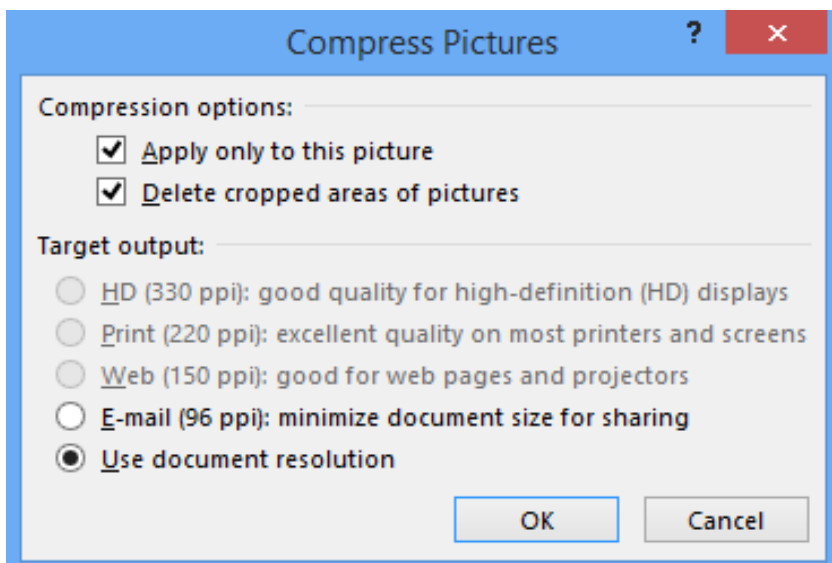 Compress Pictures ?
Compression options:
Apply only to this picture
Delete cropped areas of pictures
Target output:
HD (330 ppi): good quality for high-definition (HD) displays
Print (220 ppi): excellent quality on most printers and screens
Web (150 ppi): good for web pages and projectors
E-mail (96 ppi): minimize document size for sharing
Use document resolution
OK Cancel